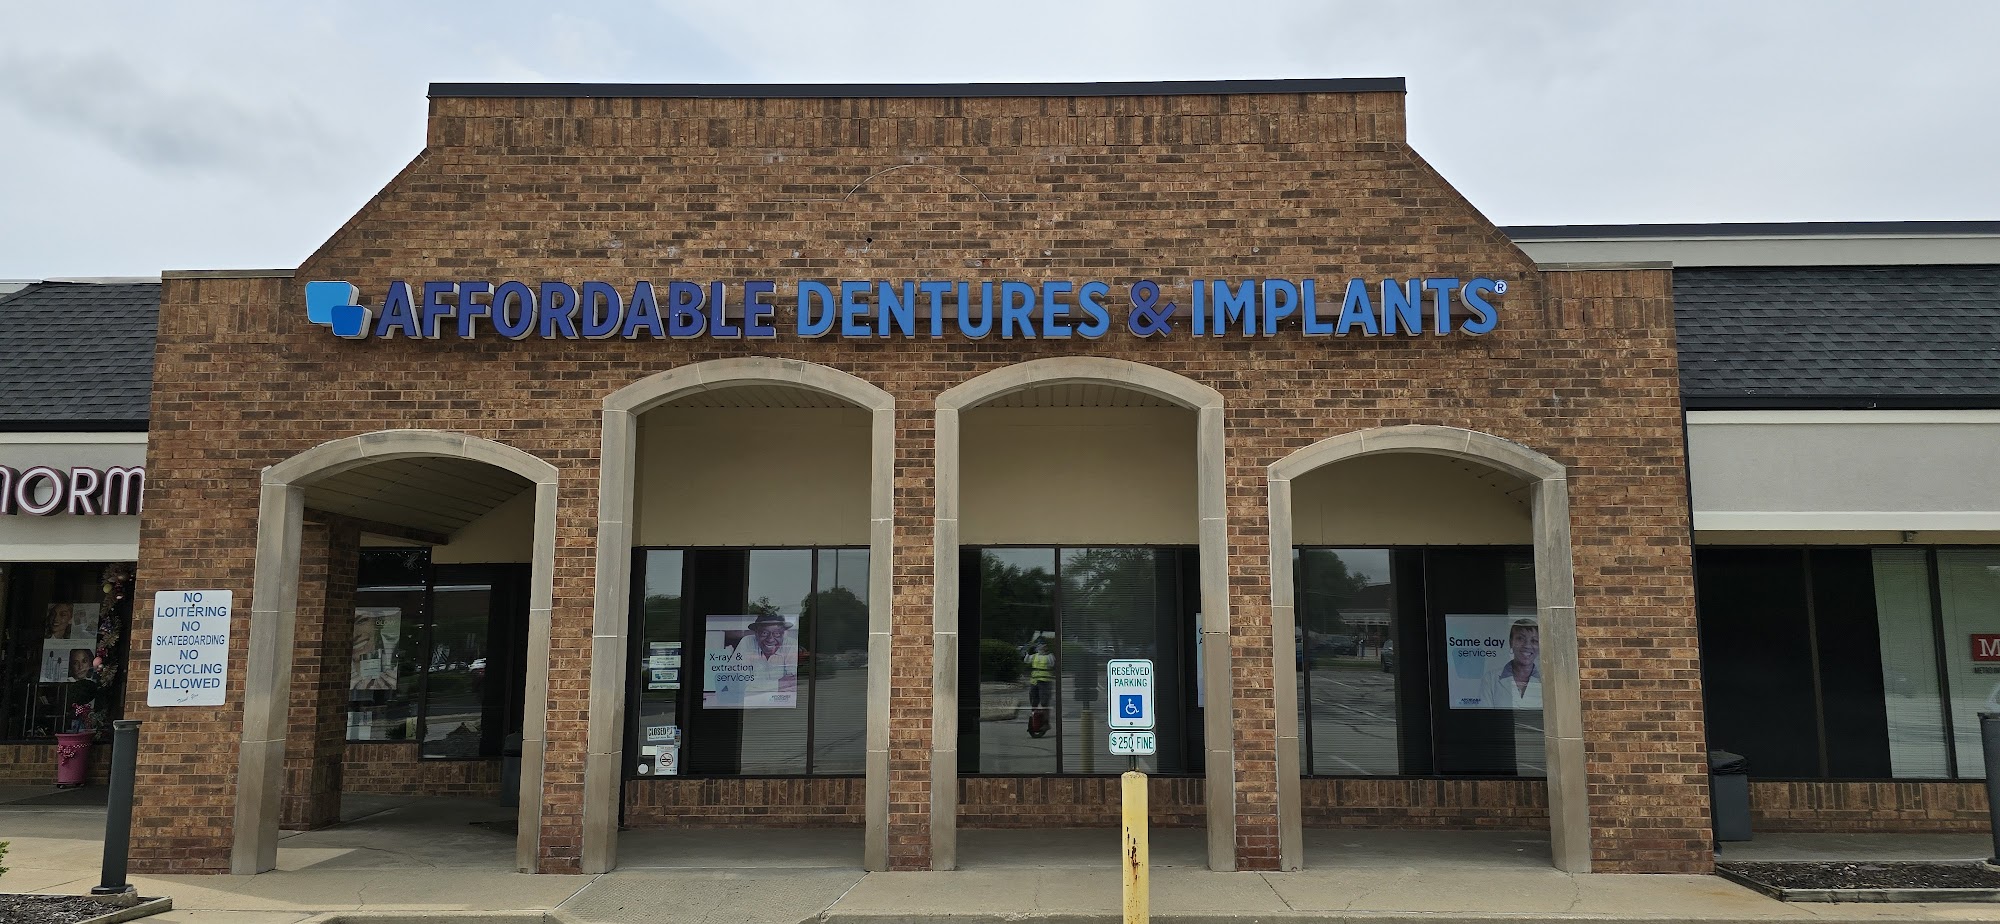 AFFORDABLE DENTURES & IMPLANTS®
NORM
NO
LOITERING
NO
SKATEBOARDING
NO
BICYCLING
ALLOWED
X-ray &
extraction
services
CLOSED
RESERVED
PARKING
$250 FINE
Same day
services
M